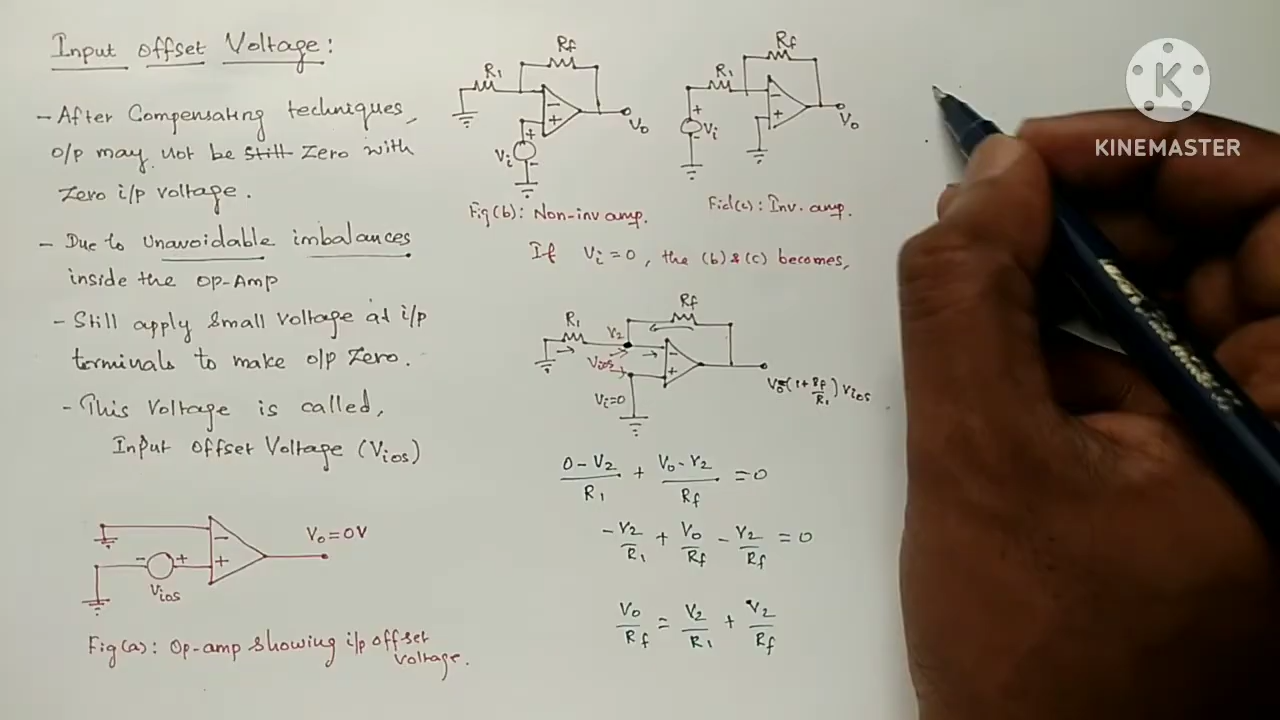 Input offset Voltage:
- After Compensating techniques,
o/p may not be still zero with
zero i/p voltage.
- Due to unavoidable imbalances
inside the op-Amp
- Still apply small voltage at i/p
terminals to make o/p zero.
- This voltage is called,
Input offset Voltage (Vios)
Vo = 0V
- +
- +
Vios
Fig(a): Op-amp showing i/p offset
voltage.
Rf
R1
- +
+
Vi
-
Vo
Fig(b): Non-inv amp.
Rf
R1
- +
+
Vi
Vo
Fid(c): Inv. amp.
If Vi = 0, the (b) & (c) becomes,
Rf
R1
V2
Vios
- +
Vi=0
Vo=(1+Rf/R1)Vios
0-V2/R1 + Vo-V2/Rf = 0
-V2/R1 + Vo/Rf - V2/Rf = 0
Vo/Rf = V2/R1 + V2/Rf
K
KINEMASTER